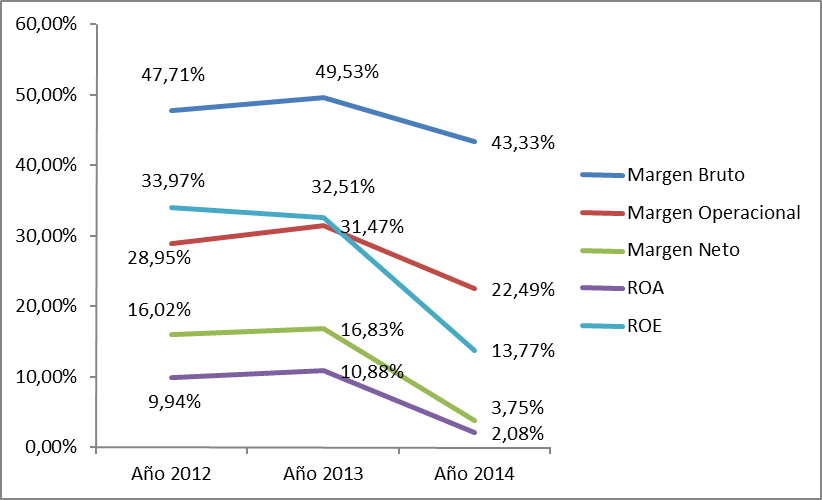 60,00%
50,00%
40,00%
30,00%
20,00%
10,00%
0,00%
47,71%
49,53%
43,33%
33,97%
32,51%
31,47%
28,95%
22,49%
16,02%
16,83%
13,77%
9,94%
10,88%
3,75%
2,08%
Año 2012
Año 2013
Año 2014
Margen Bruto
Margen Operacional
Margen Neto
ROA
ROE